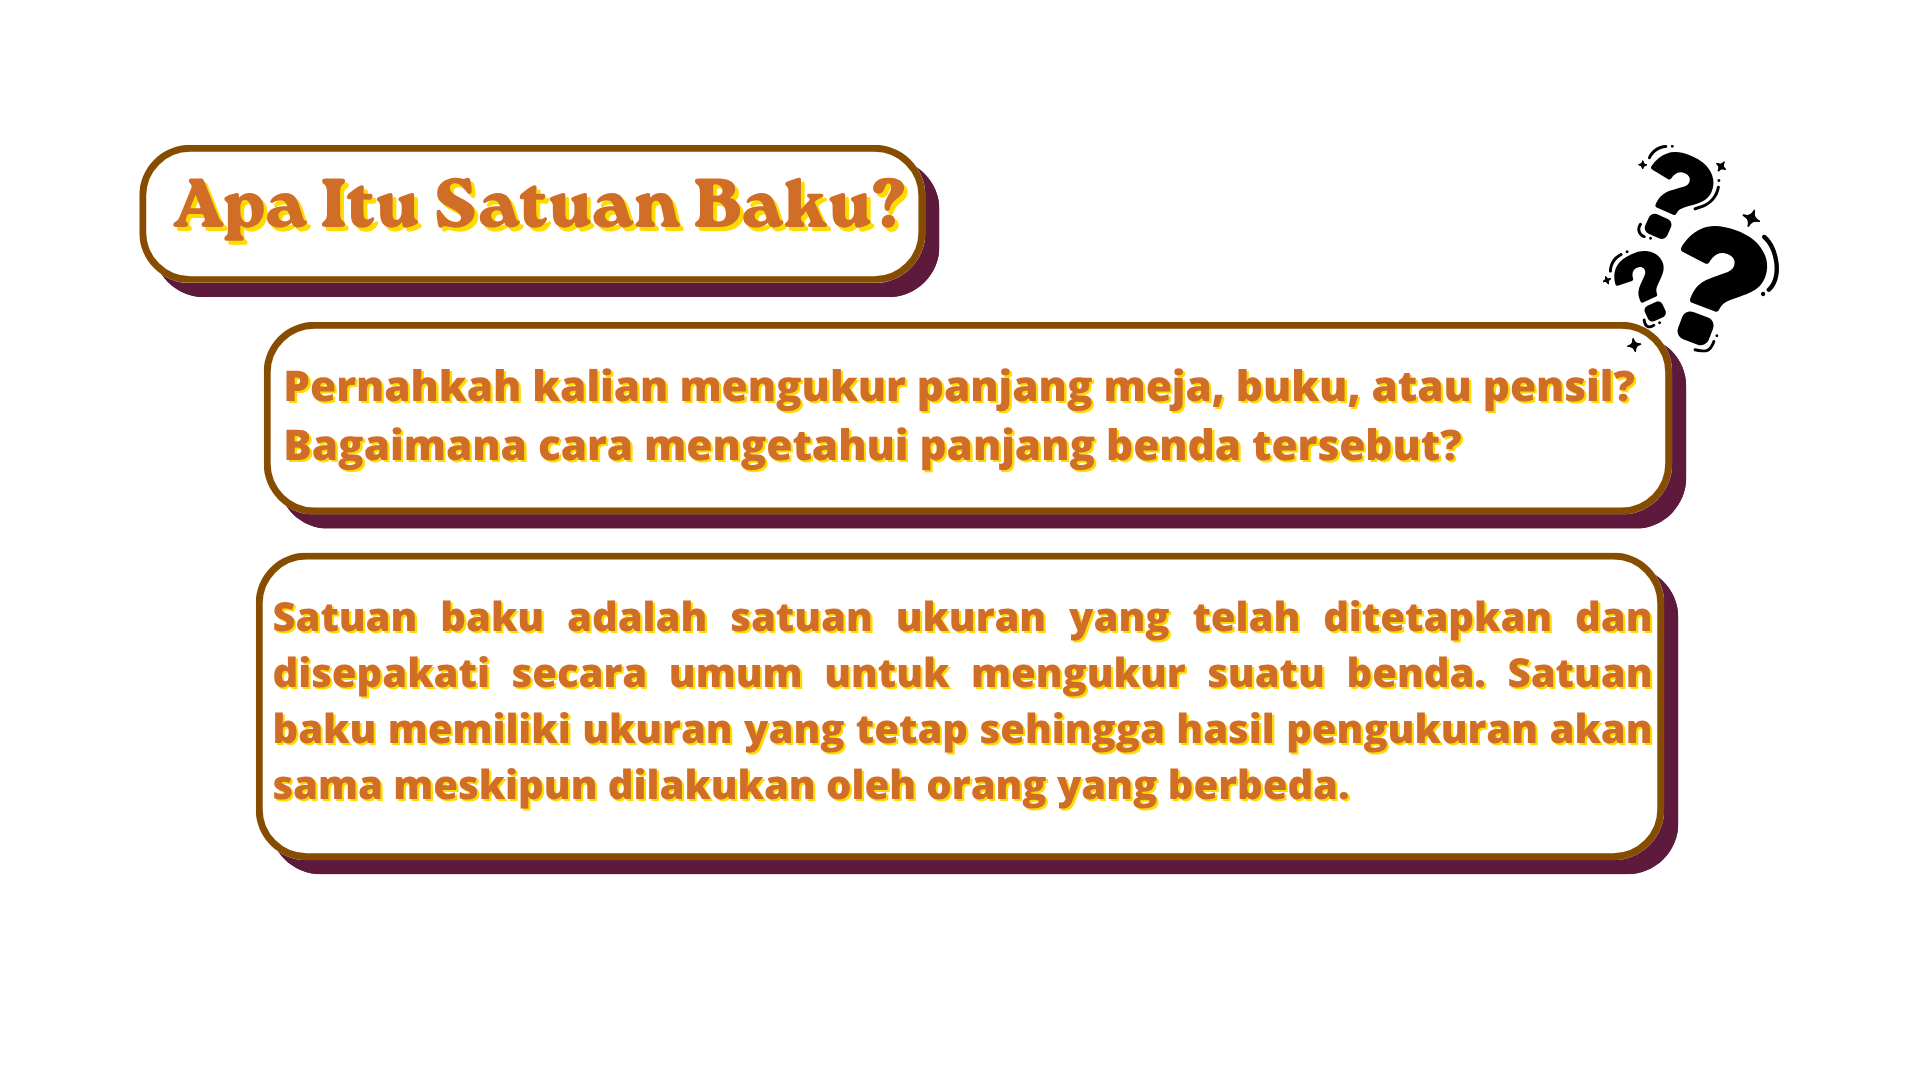 Apa Itu Satuan Baku?
Pernahkah kalian mengukur panjang meja, buku, atau pensil?
Bagaimana cara mengetahui panjang benda tersebut?
Satuan baku adalah satuan ukuran yang telah ditetapkan dan
disepakati secara umum untuk mengukur suatu benda. Satuan
baku memiliki ukuran yang tetap sehingga hasil pengukuran akan
sama meskipun dilakukan oleh orang yang berbeda.